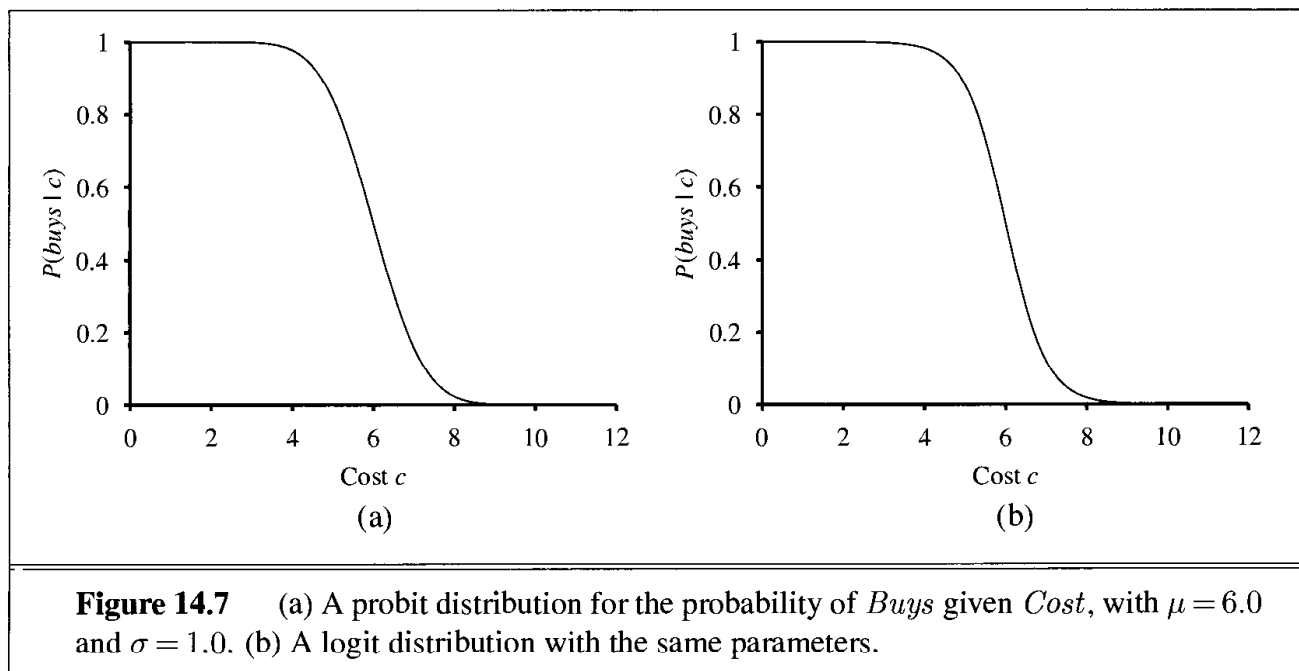 1
0.8
0.6
0.4
0.2
0
P(buys | c)
0 2 4 6 8 10 12
Cost c
(a)
1
0.8
0.6
0.4
0.2
0
P(buys | c)
0 2 4 6 8 10 12
Cost c
(b)
Figure 14.7 (a) A probit distribution for the probability of Buys given Cost, with μ = 6.0
and σ = 1.0. (b) A logit distribution with the same parameters.